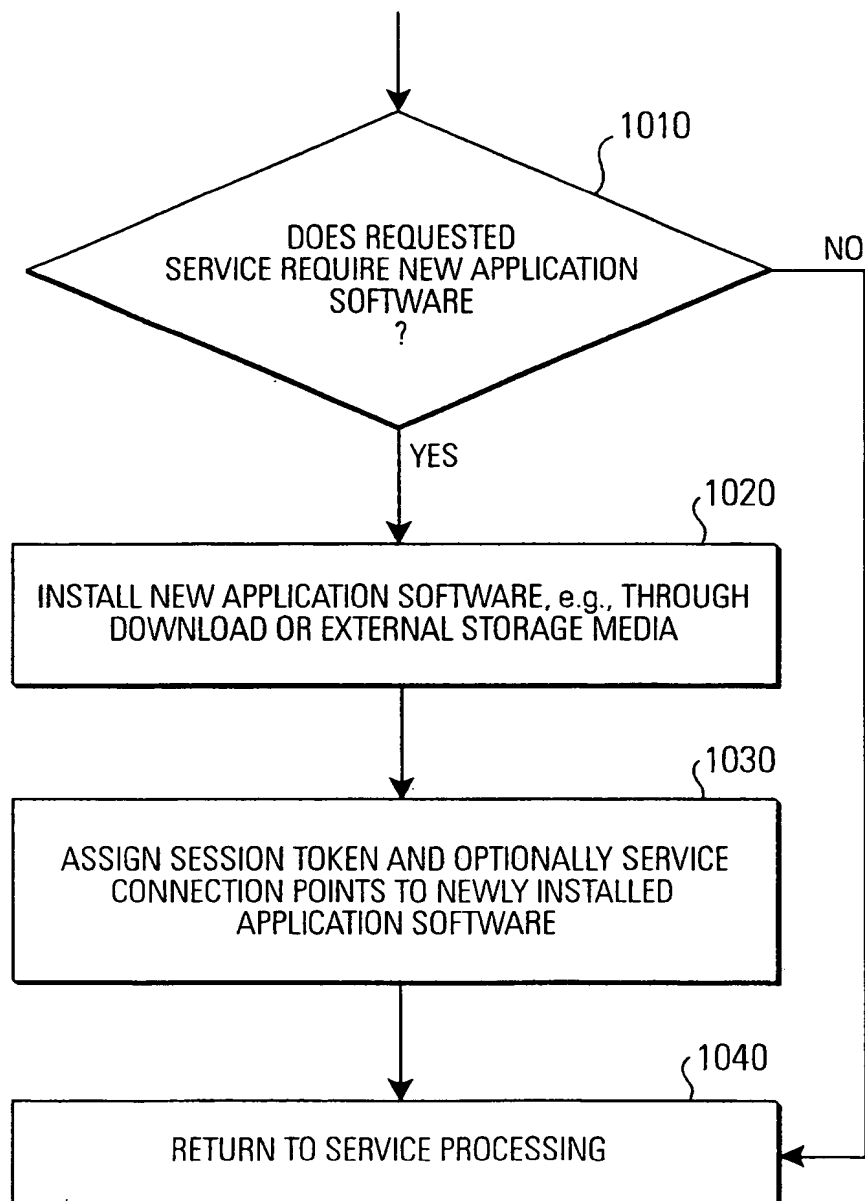 1010
DOES REQUESTED
SERVICE REQUIRE NEW APPLICATION
SOFTWARE
?
NO
YES
1020
INSTALL NEW APPLICATION SOFTWARE, e.g., THROUGH
DOWNLOAD OR EXTERNAL STORAGE MEDIA
1030
ASSIGN SESSION TOKEN AND OPTIONALLY SERVICE
CONNECTION POINTS TO NEWLY INSTALLED
APPLICATION SOFTWARE
1040
RETURN TO SERVICE PROCESSING